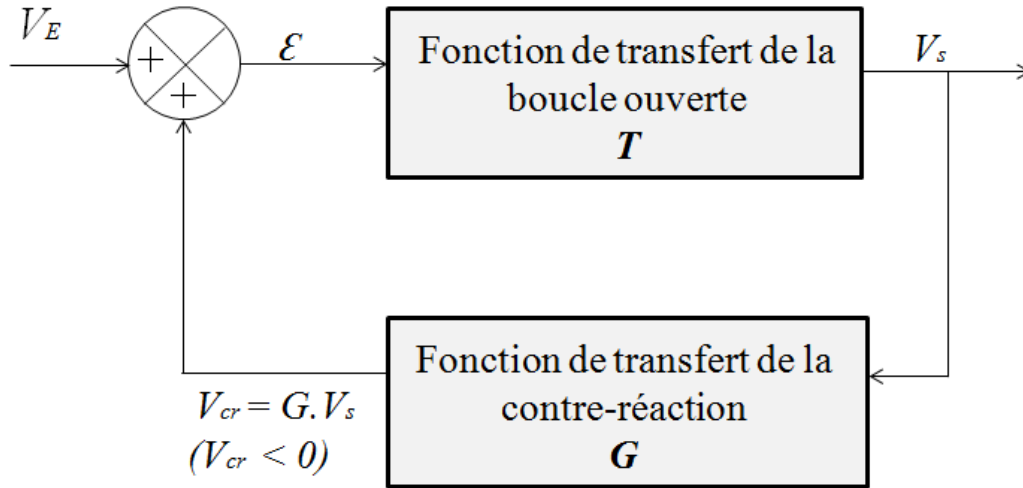 V_E
+
+
ε
Fonction de transfert de la
boucle ouverte
T
V_s
Fonction de transfert de la
contre-réaction
G
V_cr = G.V_s
(V_cr < 0)